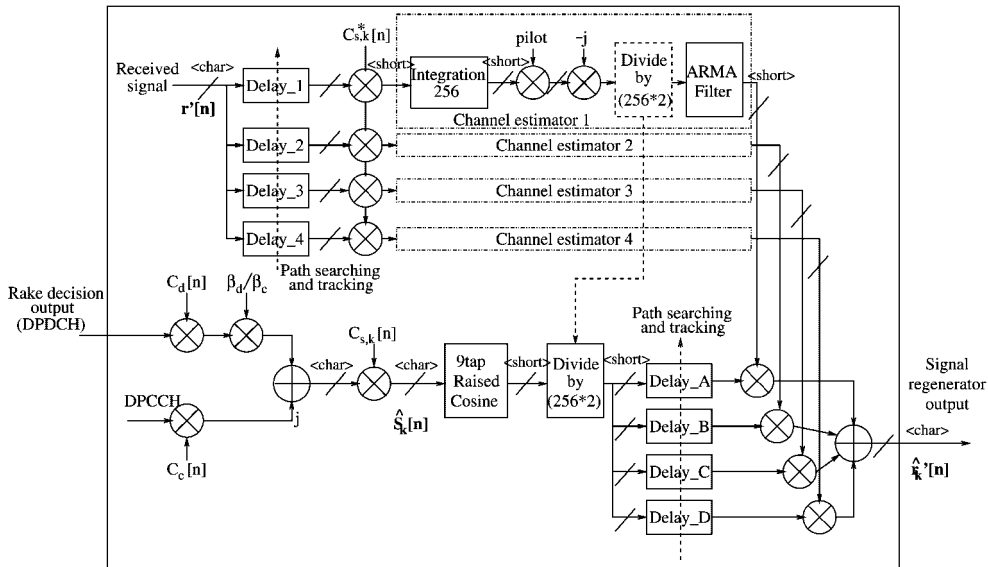 C*s,k[n]
pilot
-j
Received
signal
<char>
r'[n]
Delay_1
<short>
Integration
256
<short>
Divide
by
(256*2)
ARMA
Filter
<short>
Channel estimator 1
Delay_2
Channel estimator 2
Delay_3
Channel estimator 3
Delay_4
Channel estimator 4
Path searching
and tracking
Rake decision
output
(DPDCH)
Cd[n]
βd/βc
Cs,k[n]
<char>
<char>
Ŝk[n]
9tap
Raised
Cosine
<short>
Divide
by
(256*2)
<short>
Path searching
and tracking
Delay_A
Delay_B
Delay_C
Delay_D
DPCCH
j
Cc[n]
Signal
regenerator
output
<char>
r̂k'[n]